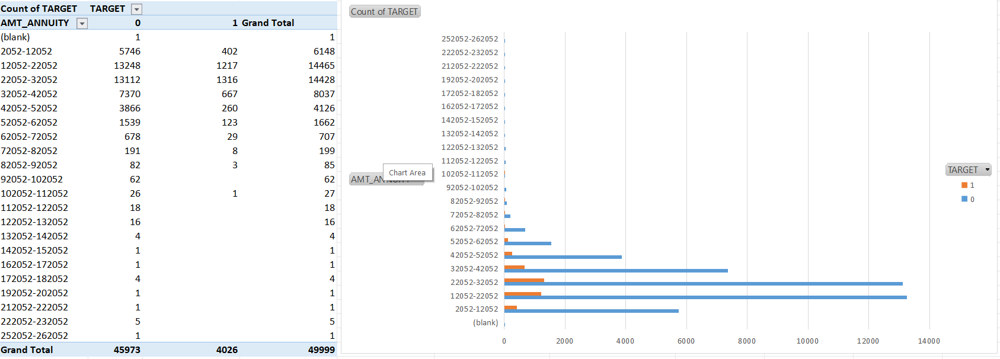 Count of TARGET TARGET
AMT_ANNUITY 0 1 Grand Total
(blank) 1 1
2052-12052 5746 402 6148
12052-22052 13248 1217 14465
22052-32052 13112 1316 14428
32052-42052 7370 667 8037
42052-52052 3866 260 4126
52052-62052 1539 123 1662
62052-72052 678 29 707
72052-82052 191 8 199
82052-92052 82 3 85
92052-102052 62 62
102052-112052 26 1 27
112052-122052 18 18
122052-132052 16 16
132052-142052 4 4
142052-152052 1 1
162052-172052 1 1
172052-182052 4 4
192052-202052 1 1
212052-222052 1 1
222052-232052 5 5
252052-262052 1 1
Grand Total 45973 4026 49999
Count of TARGET
252052-262052
222052-232052
212052-222052
192052-202052
172052-182052
162052-172052
142052-152052
132052-142052
122052-132052
112052-122052
102052-112052
92052-102052
82052-92052
72052-82052
62052-72052
52052-62052
42052-52052
32052-42052
22052-32052
12052-22052
2052-12052
(blank)
0 2000 4000 6000 8000 10000 12000 14000
Chart Area
AMT_ANNUITY
TARGET
1
0